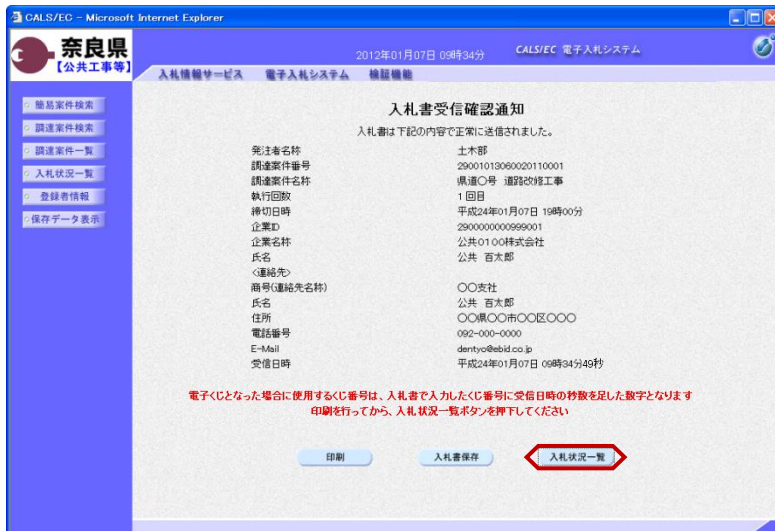 CALS/EC - Microsoft Internet Explorer
奈良県
【公共工事等】
2012年01月07日 09時34分
CALS/EC 電子入札システム
入札情報サービス 電子入札システム 検証機能
簡易案件検索
調達案件検索
調達案件一覧
入札状況一覧
登録者情報
保存データ表示
入札書受信確認通知
入札書は下記の内容で正常に送信されました。
発注者名称 土木部
調達案件番号 29001013060020110001
調達案件名称 県道〇号 道路改修工事
執行回数 1回目
締切日時 平成24年01月07日 19時00分
企業ID 2900000000999001
企業名称 公共0100株式会社
氏名 公共 百太郎
<連絡先>
商号(連絡先名称) 〇〇支社
氏名 公共 百太郎
住所 〇〇県〇〇市〇〇区〇〇〇
電話番号 092-000-0000
E-Mail dentyo@ebid.co.jp
受信日時 平成24年01月07日 09時34分49秒
電子くじとなった場合に使用するくじ番号は、入札書で入力したくじ番号に受信日時の秒数を足した数字となります
印刷を行ってから、入札状況一覧ボタンを押下してください
印刷 入札書保存 入札状況一覧